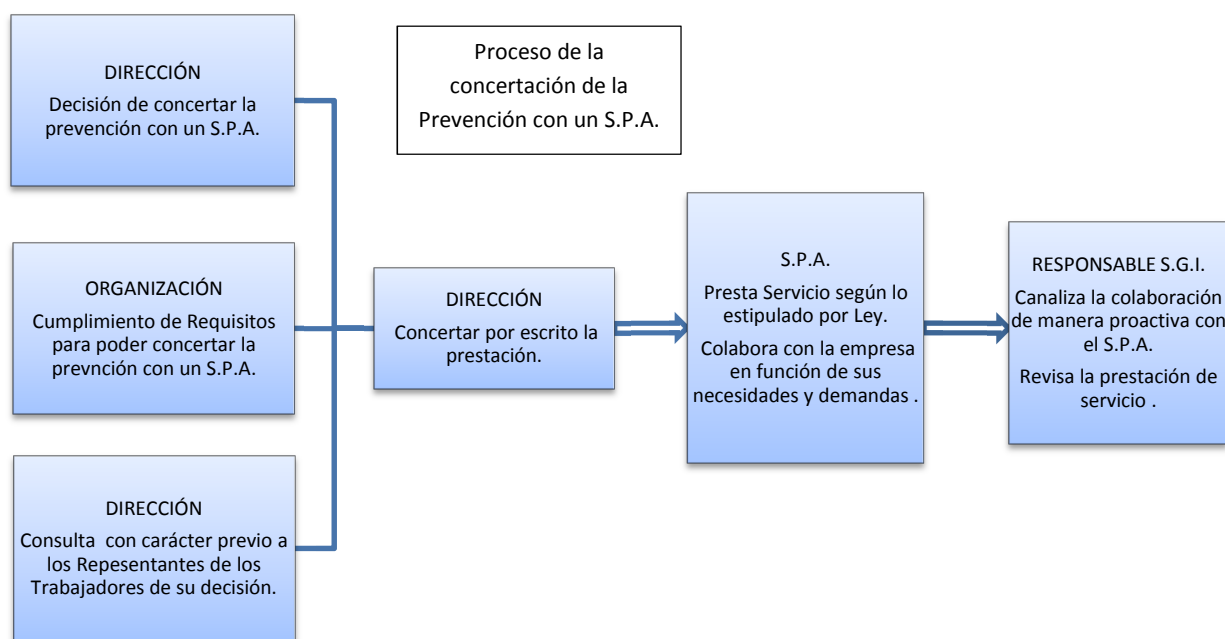 DIRECCIÓN
Decisión de concertar la
prevención con un S.P.A.
Proceso de la
concertación de la
Prevención con un S.P.A.
ORGANIZACIÓN
Cumplimiento de Requisitos
para poder concertar la
prevnción con un S.P.A.
DIRECCIÓN
Consulta con carácter previo a
los Repesentantes de los
Trabajadores de su decisión.
DIRECCIÓN
Concertar por escrito la
prestación.
S.P.A.
Presta Servicio según lo
estipulado por Ley.
Colabora con la empresa
en función de sus
necesidades y demandas .
RESPONSABLE S.G.I.
Canaliza la colaboración
de manera proactiva con
el S.P.A.
Revisa la prestación de
servicio .